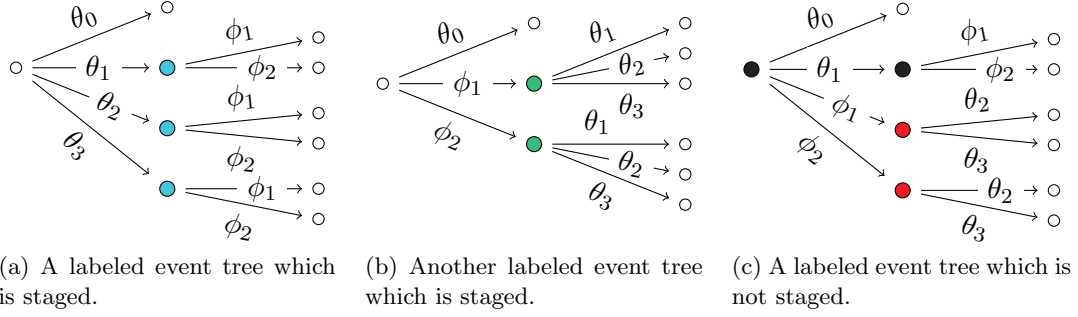 θ0
θ1
θ2
θ3
ϕ1
ϕ2
ϕ1
ϕ2
ϕ1
ϕ2
(a) A labeled event tree which
is staged.
θ0
ϕ1
ϕ2
θ1
θ2
θ3
θ1
θ2
θ3
(b) Another labeled event tree
which is staged.
θ0
θ1
ϕ1
ϕ2
ϕ1
ϕ2
θ2
θ3
θ2
θ3
(c) A labeled event tree which is
not staged.